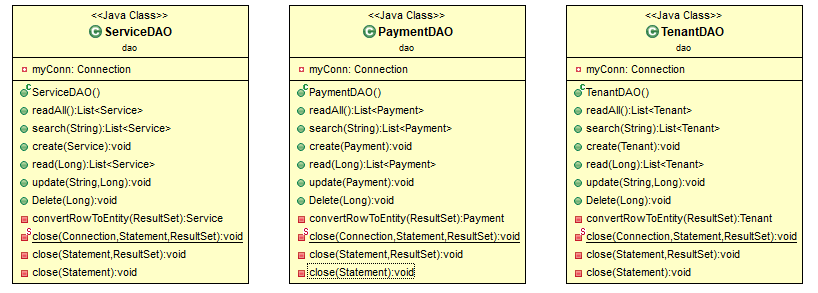 <<Java Class>>
ServiceDAO
dao
myConn: Connection
ServiceDAO()
readAll():List<Service>
search(String):List<Service>
create(Service):void
read(Long):List<Service>
update(String,Long):void
Delete(Long):void
convertRowToEntity(ResultSet):Service
close(Connection,Statement,ResultSet):void
close(Statement,ResultSet):void
close(Statement):void
<<Java Class>>
PaymentDAO
dao
myConn: Connection
PaymentDAO()
readAll():List<Payment>
search(String):List<Payment>
create(Payment):void
read(Long):List<Payment>
update(Payment):void
Delete(Long):void
convertRowToEntity(ResultSet):Payment
close(Connection,Statement,ResultSet):void
close(Statement,ResultSet):void
close(Statement):void
<<Java Class>>
TenantDAO
dao
myConn: Connection
TenantDAO()
readAll():List<Tenant>
search(String):List<Tenant>
create(Tenant):void
read(Long):List<Tenant>
update(String,Long):void
Delete(Long):void
convertRowToEntity(ResultSet):Tenant
close(Connection,Statement,ResultSet):void
close(Statement,ResultSet):void
close(Statement):void